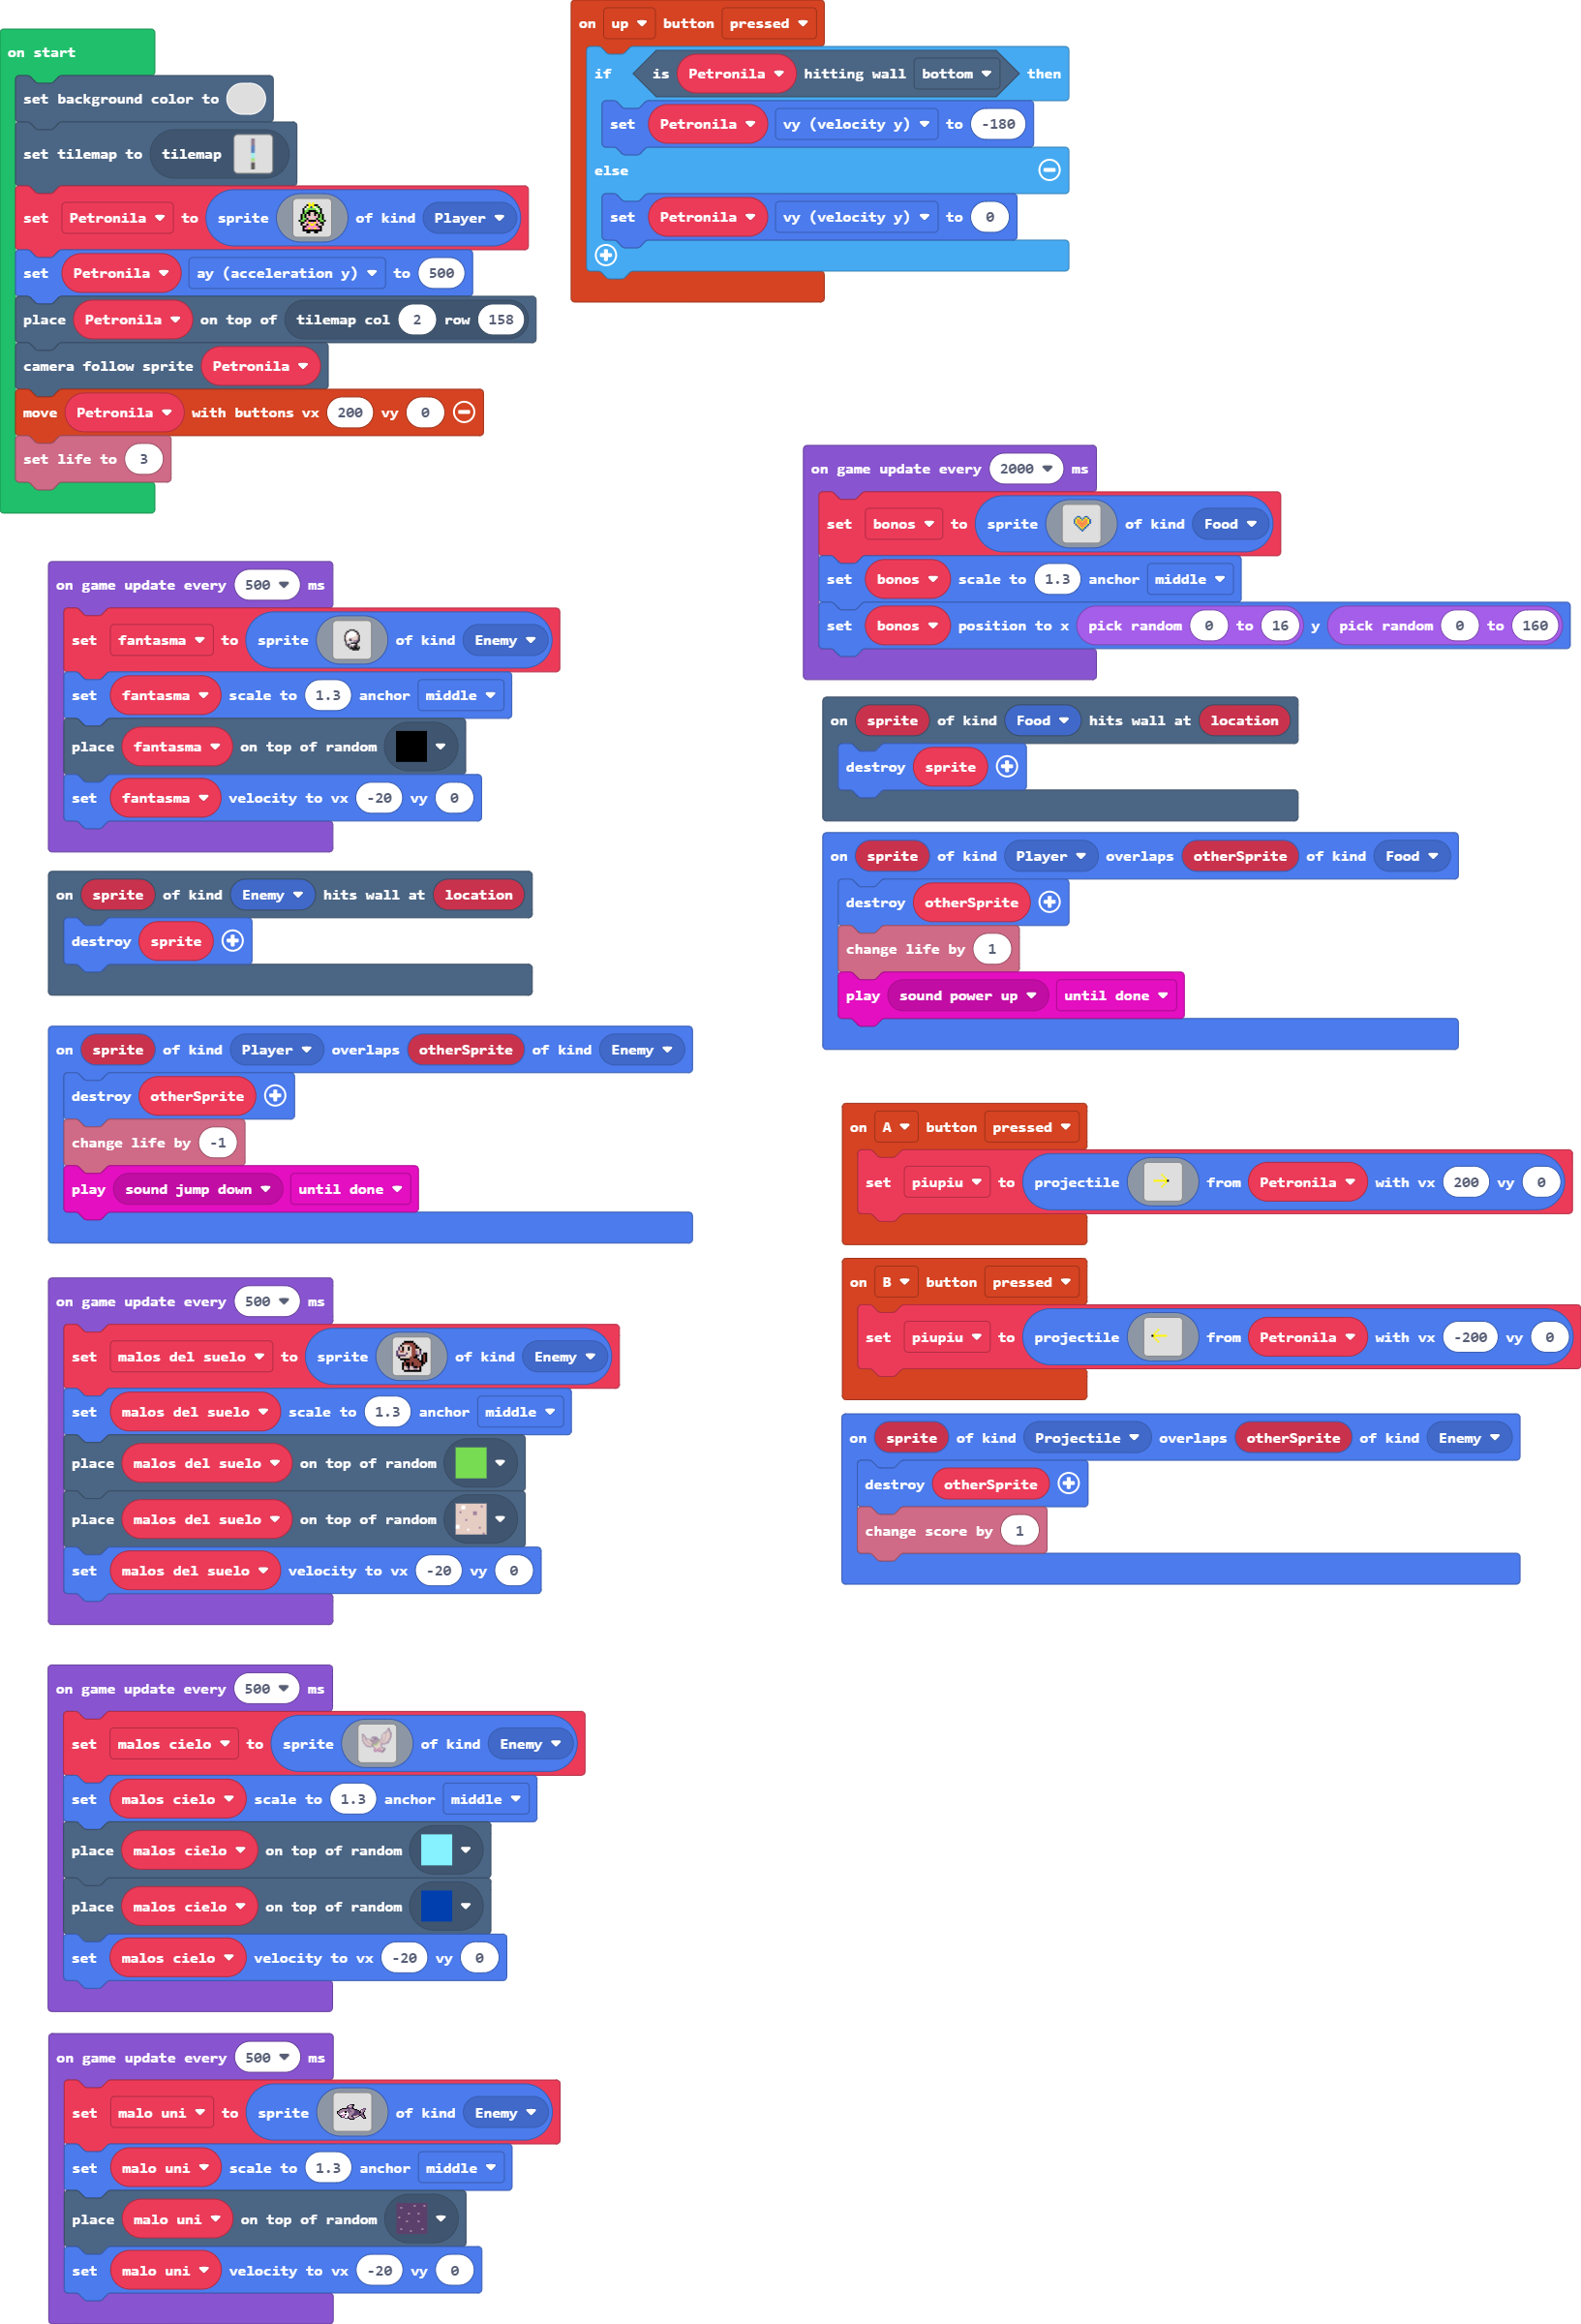 on start
set background color to
set tilemap to tilemap
set Petronila to sprite of kind Player
set Petronila ay (acceleration y) to 500
place Petronila on top of tilemap col 2 row 158
camera follow sprite Petronila
move Petronila with buttons vx 200 vy 0
set life to 3
on up button pressed
if is Petronila hitting wall bottom then
set Petronila vy (velocity y) to -180
else
set Petronila vy (velocity y) to 0
on game update every 500 ms
set fantasma to sprite of kind Enemy
set fantasma scale to 1.3 anchor middle
place fantasma on top of random
set fantasma velocity to vx -20 vy 0
on sprite of kind Enemy hits wall at location
destroy sprite
on sprite of kind Player overlaps otherSprite of kind Enemy
destroy otherSprite
change life by -1
play sound jump down until done
on game update every 500 ms
set malos del suelo to sprite of kind Enemy
set malos del suelo scale to 1.3 anchor middle
place malos del suelo on top of random
place malos del suelo on top of random
set malos del suelo velocity to vx -20 vy 0
on game update every 500 ms
set malos cielo to sprite of kind Enemy
set malos cielo scale to 1.3 anchor middle
place malos cielo on top of random
place malos cielo on top of random
set malos cielo velocity to vx -20 vy 0
on game update every 500 ms
set malo uni to sprite of kind Enemy
set malo uni scale to 1.3 anchor middle
place malo uni on top of random
set malo uni velocity to vx -20 vy 0
on game update every 2000 ms
set bonos to sprite of kind Food
set bonos scale to 1.3 anchor middle
set bonos position to x pick random 0 to 16 y pick random 0 to 160
on sprite of kind Food hits wall at location
destroy sprite
on sprite of kind Player overlaps otherSprite of kind Food
destroy otherSprite
change life by 1
play sound power up until done
on A button pressed
set piupiu to projectile from Petronila with vx 200 vy 0
on B button pressed
set piupiu to projectile from Petronila with vx -200 vy 0
on sprite of kind Projectile overlaps otherSprite of kind Enemy
destroy otherSprite
change score by 1